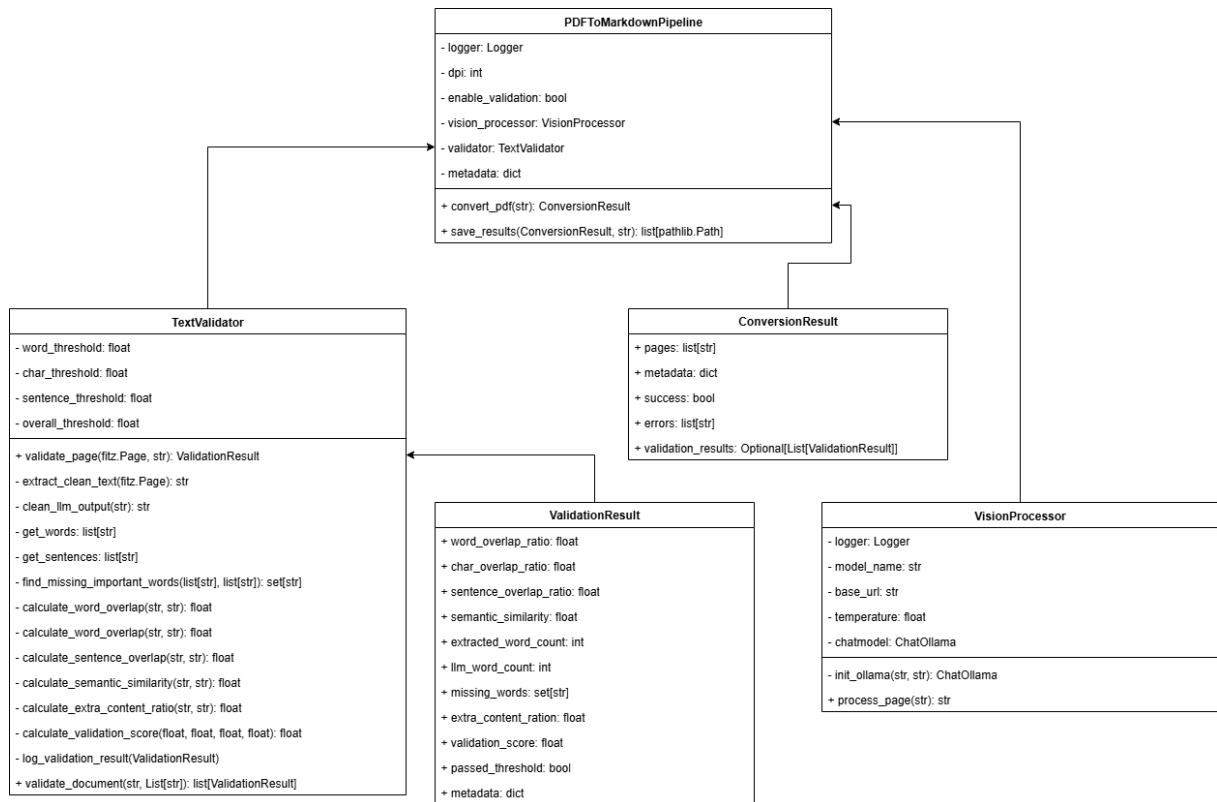 PDFToMarkdownPipeline
- logger: Logger
- dpi: int
- enable_validation: bool
- vision_processor: VisionProcessor
- validator: TextValidator
- metadata: dict
+ convert_pdf(str): ConversionResult
+ save_results(ConversionResult, str): list[pathlib.Path]
TextValidator
- word_threshold: float
- char_threshold: float
- sentence_threshold: float
- overall_threshold: float
+ validate_page(fitz.Page, str): ValidationResult
- extract_clean_text(fitz.Page): str
- clean_llm_output(str): str
- get_words: list[str]
- get_sentences: list[str]
- find_missing_important_words(list[str], list[str]): set[str]
- calculate_word_overlap(str, str): float
- calculate_word_overlap(str, str): float
- calculate_sentence_overlap(str, str): float
- calculate_semantic_similarity(str, str): float
- calculate_extra_content_ratio(str, str): float
- calculate_validation_score(float, float, float, float): float
- log_validation_result(ValidationResult)
+ validate_document(str, List[str]): list[ValidationResult]
ConversionResult
+ pages: list[str]
+ metadata: dict
+ success: bool
+ errors: list[str]
+ validation_results: Optional[List[ValidationResult]]
ValidationResult
+ word_overlap_ratio: float
+ char_overlap_ratio: float
+ sentence_overlap_ratio: float
+ semantic_similarity: float
+ extracted_word_count: int
+ llm_word_count: int
+ missing_words: set[str]
+ extra_content_ration: float
+ validation_score: float
+ passed_threshold: bool
+ metadata: dict
VisionProcessor
- logger: Logger
- model_name: str
- base_url: str
- temperature: float
- chatmodel: ChatOllama
- init_ollama(str, str): ChatOllama
+ process_page(str): str